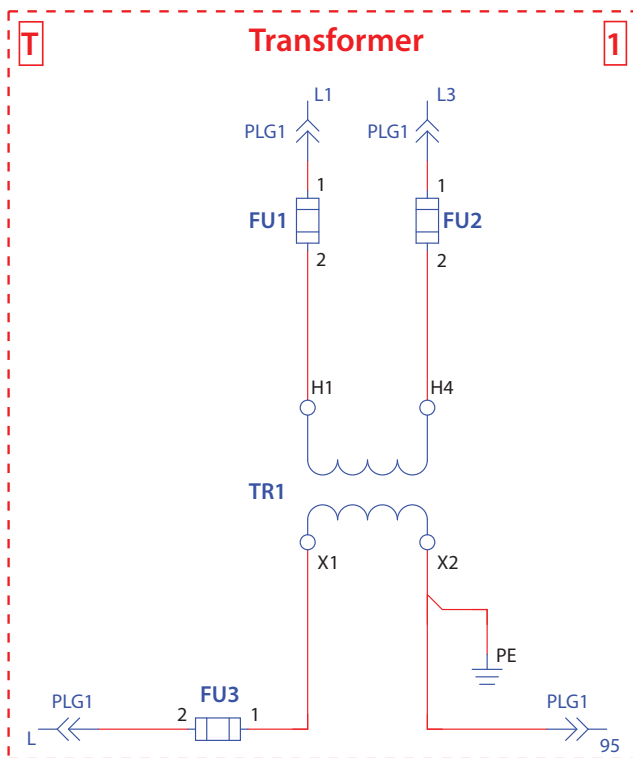 T Transformer 1
L1 L3
PLG1 PLG1
1 1
FU1 FU2
2 2
H1 H4
TR1
X1 X2
PE
FU3
PLG1 PLG1
2 1
L 95